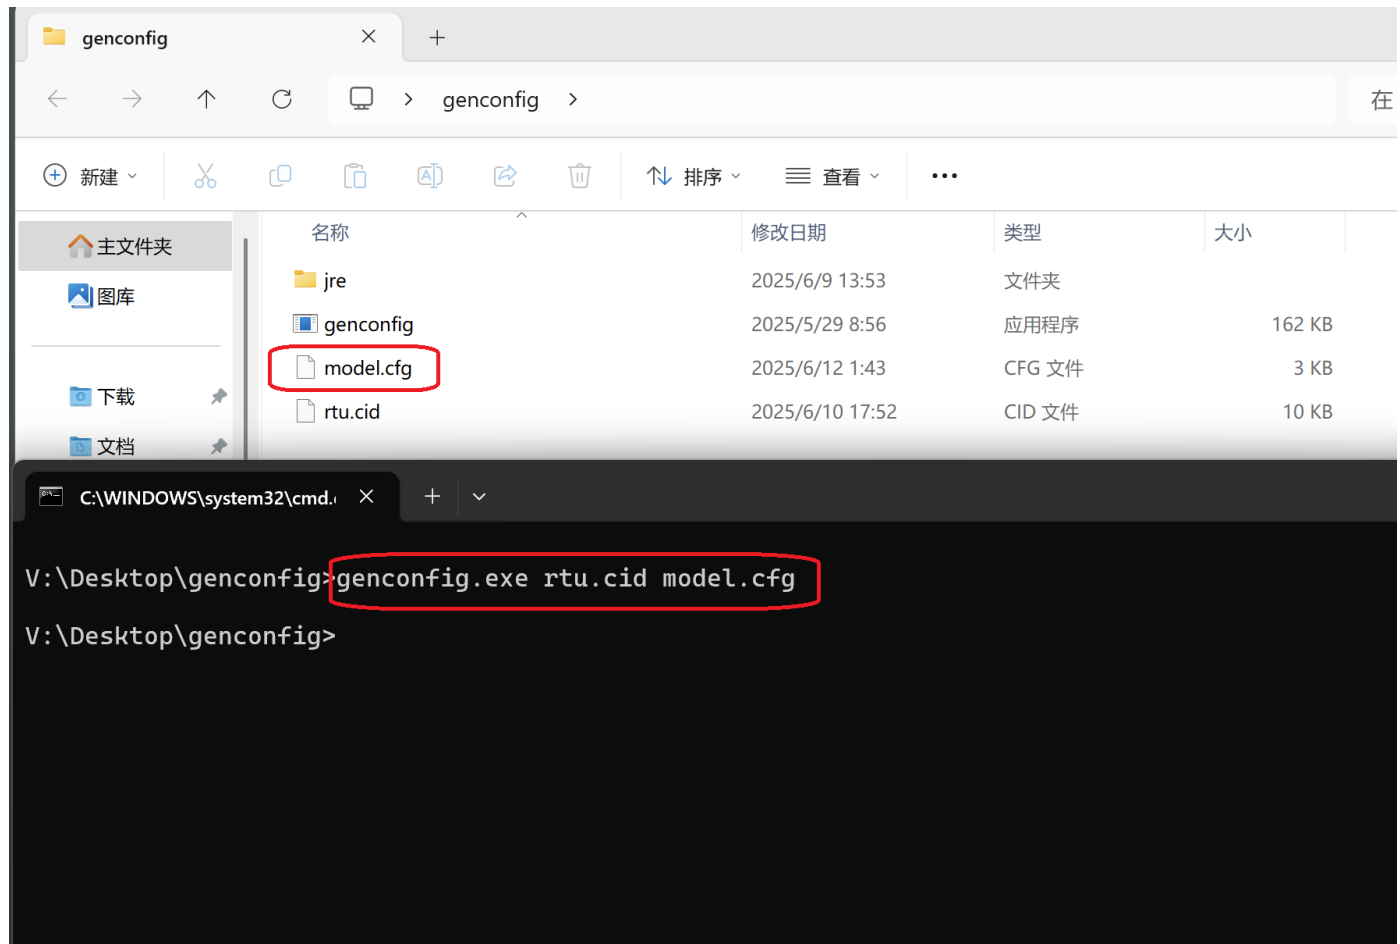 genconfig
genconfig
在
新建
排序
查看
主文件夹
图库
下载
文档
名称 修改日期 类型 大小
jre 2025/6/9 13:53 文件夹
genconfig 2025/5/29 8:56 应用程序 162 KB
model.cfg 2025/6/12 1:43 CFG 文件 3 KB
rtu.cid 2025/6/10 17:52 CID 文件 10 KB
C:\WINDOWS\system32\cmd.
V:\Desktop\genconfig>genconfig.exe rtu.cid model.cfg
V:\Desktop\genconfig>